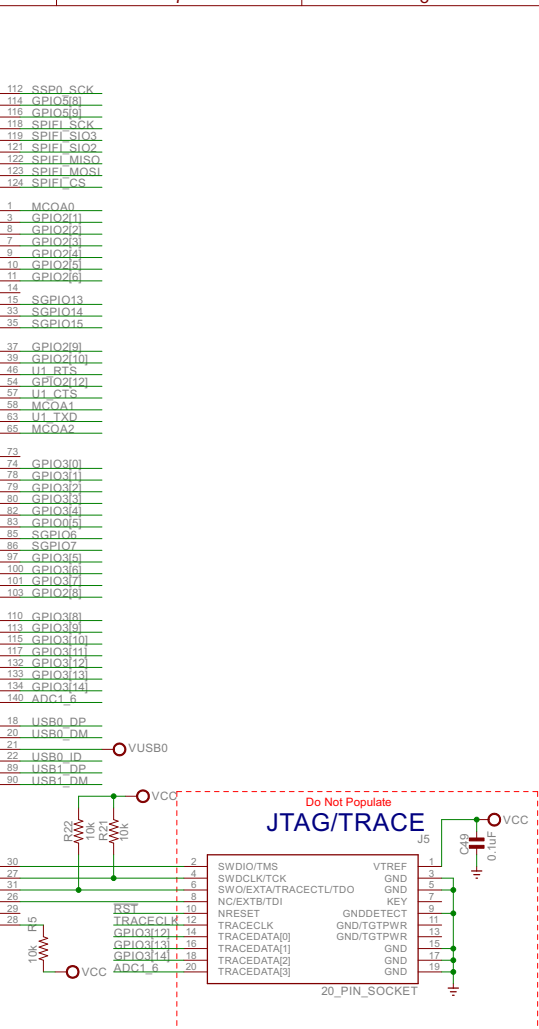 112 SSP0_SCK
114 GPIO5[8]
116 GPIO5[9]
118 SPIFI_SCK
119 SPIFI_SIO3
121 SPIFI_SIO2
122 SPIFI_MISO
123 SPIFI_MOSI
124 SPIFI_CS
1 MCOA0
3 GPIO2[1]
8 GPIO2[2]
7 GPIO2[3]
9 GPIO2[4]
10 GPIO2[5]
11 GPIO2[6]
14
15 SGPIO13
33 SGPIO14
35 SGPIO15
37 GPIO2[9]
39 GPIO2[10]
46 U1_RTS
54 GPIO2[12]
57 U1_CTS
58 MCOA1
63 U1_TXD
65 MCOA2
73
74 GPIO3[0]
78 GPIO3[1]
79 GPIO3[2]
80 GPIO3[3]
82 GPIO3[4]
83 GPIO0[5]
85 SGPIO6
86 SGPIO7
97 GPIO3[5]
100 GPIO3[6]
101 GPIO3[7]
103 GPIO2[8]
110 GPIO3[8]
113 GPIO3[9]
115 GPIO3[10]
117 GPIO3[11]
132 GPIO3[12]
133 GPIO3[13]
134 GPIO3[14]
140 ADC1_6
18 USB0_DP
20 USB0_DM
21 VUSB0
22 USB0_ID
89 USB1_DP
90 USB1_DM
VCC
Do Not Populate
JTAG/TRACE
J5
VCC
R22
10k
R21
10k
C49
0.1uF
30 2 SWDIO/TMS VTREF 1
27 4 SWDCLK/TCK GND 3
31 6 SWO/EXTA/TRACECTL/TDO GND 5
26 8 NC/EXTB/TDI KEY 7
29 RST 10 NRESET GNDDETECT 9
28 TRACECLK 12 TRACECLK GND/TGTPWR 11
GPIO3[12] 14 TRACEDATA[0] GND/TGTPWR 13
GPIO3[13] 16 TRACEDATA[1] GND 15
GPIO3[14] 18 TRACEDATA[2] GND 17
ADC1_6 20 TRACEDATA[3] GND 19
R5
10k
VCC
20_PIN_SOCKET